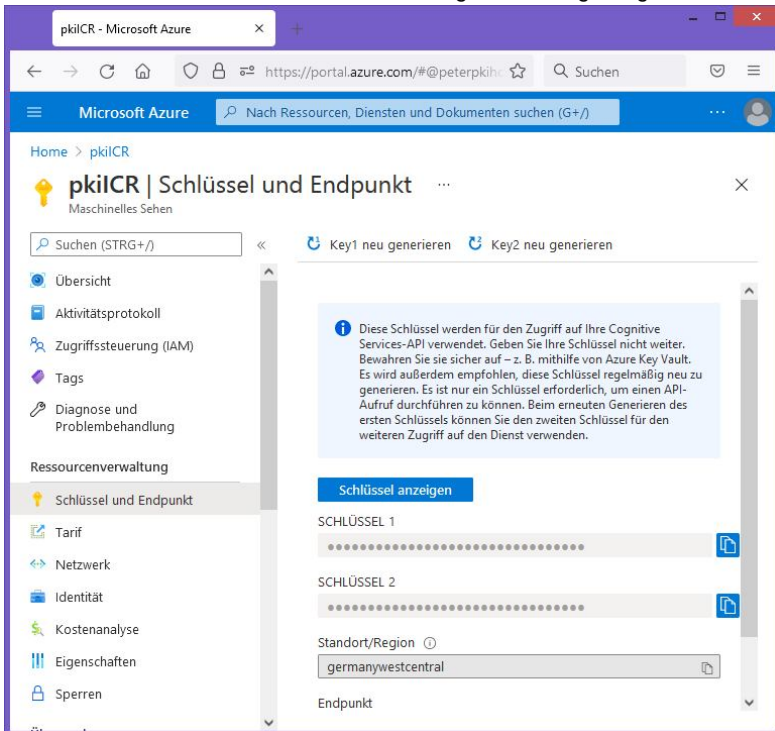 pkiICR - Microsoft Azure
https://portal.azure.com/#@peterpkih
Suchen
Microsoft Azure
Nach Ressourcen, Diensten und Dokumenten suchen (G+/)
Home > pkiICR
pkiICR | Schlüssel und Endpunkt ...
Maschinelles Sehen
Suchen (STRG+/)
«
Übersicht
Aktivitätsprotokoll
Zugriffssteuerung (IAM)
Tags
Diagnose und
Problembehandlung
Ressourcenverwaltung
Schlüssel und Endpunkt
Tarif
Netzwerk
Identität
Kostenanalyse
Eigenschaften
Sperren
Key1 neu generieren Key2 neu generieren
Diese Schlüssel werden für den Zugriff auf Ihre Cognitive
Services-API verwendet. Geben Sie Ihre Schlüssel nicht weiter.
Bewahren Sie sie sicher auf – z. B. mithilfe von Azure Key Vault.
Es wird außerdem empfohlen, diese Schlüssel regelmäßig neu zu
generieren. Es ist nur ein Schlüssel erforderlich, um einen API-
Aufruf durchführen zu können. Beim erneuten Generieren des
ersten Schlüssels können Sie den zweiten Schlüssel für den
weiteren Zugriff auf den Dienst verwenden.
Schlüssel anzeigen
SCHLÜSSEL 1
SCHLÜSSEL 2
Standort/Region
germanywestcentral
Endpunkt